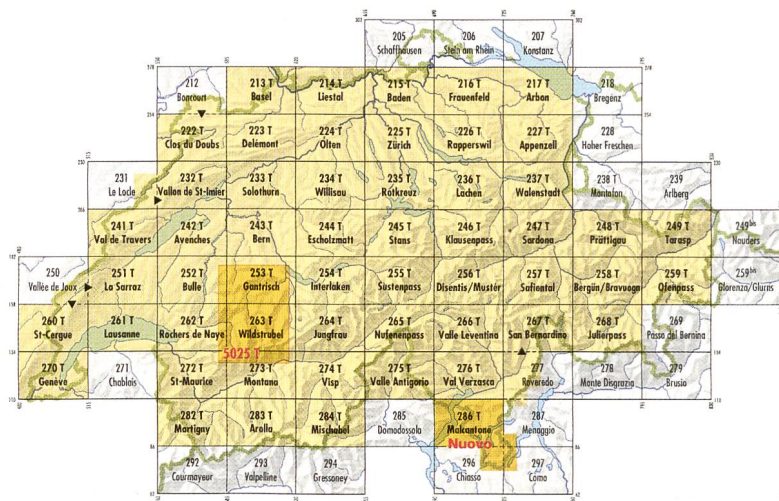 205 206 207
Schaffhausen Stein am Rhein Konstanz
212 213 T 214 T 215 T 216 T 217 T 218
Boncourt Basel Liestal Baden Frauenfeld Arbon Bregenz
222 T 223 T 224 T 225 T 226 T 227 T 228
Clos du Doubs Delémont Olten Zürich Rapperswil Appenzell Hoher Freschen
231 232 T 233 T 234 T 235 T 236 T 237 T 238 T 239
Le Locle Vallon de St-Imier Solothurn Willisau Rotkreuz Lachen Walenstadt Montafon Arlberg
241 T 242 T 243 T 244 T 245 T 246 T 247 T 248 T 249 T 249bis
Val de Travers Avenches Bern Escholzmatt Stans Klausenpass Sardona Prättigau Tarasp Nauders
250 251 T 252 T 253 T 254 T 255 T 256 T 257 T 258 T 259 T 259bis
Vallée de Joux La Sarraz Bulle Gantrisch Interlaken Sustenpass Disentis/Mustér Safiental Bergün/Bravuogn Ofenpass Glorenza/Glurns
260 T 261 T 262 T 263 T 264 T 265 T 266 T 267 T 268 T 269
St-Cergue Lausanne Rochers de Naye Wildstrubel Jungfrau Nufenenpass Valle Leventina San Bernardino Julierpass Passo del Bernina
5025 T
270 T 271 272 T 273 T 274 T 275 T 276 T 277 278 279
Genève Chablais St-Maurice Montana Visp Valle Antigorio Val Verzasca Roveredo Monte Disgrazia Brusio
282 T 283 T 284 T 285 286 T 287
Martigny Arolla Mischabel Domodossola Malcantone Menaggio
Nuovo
292 293 294 296 297
Courmayeur Valpelline Gressoney Chiasso Como